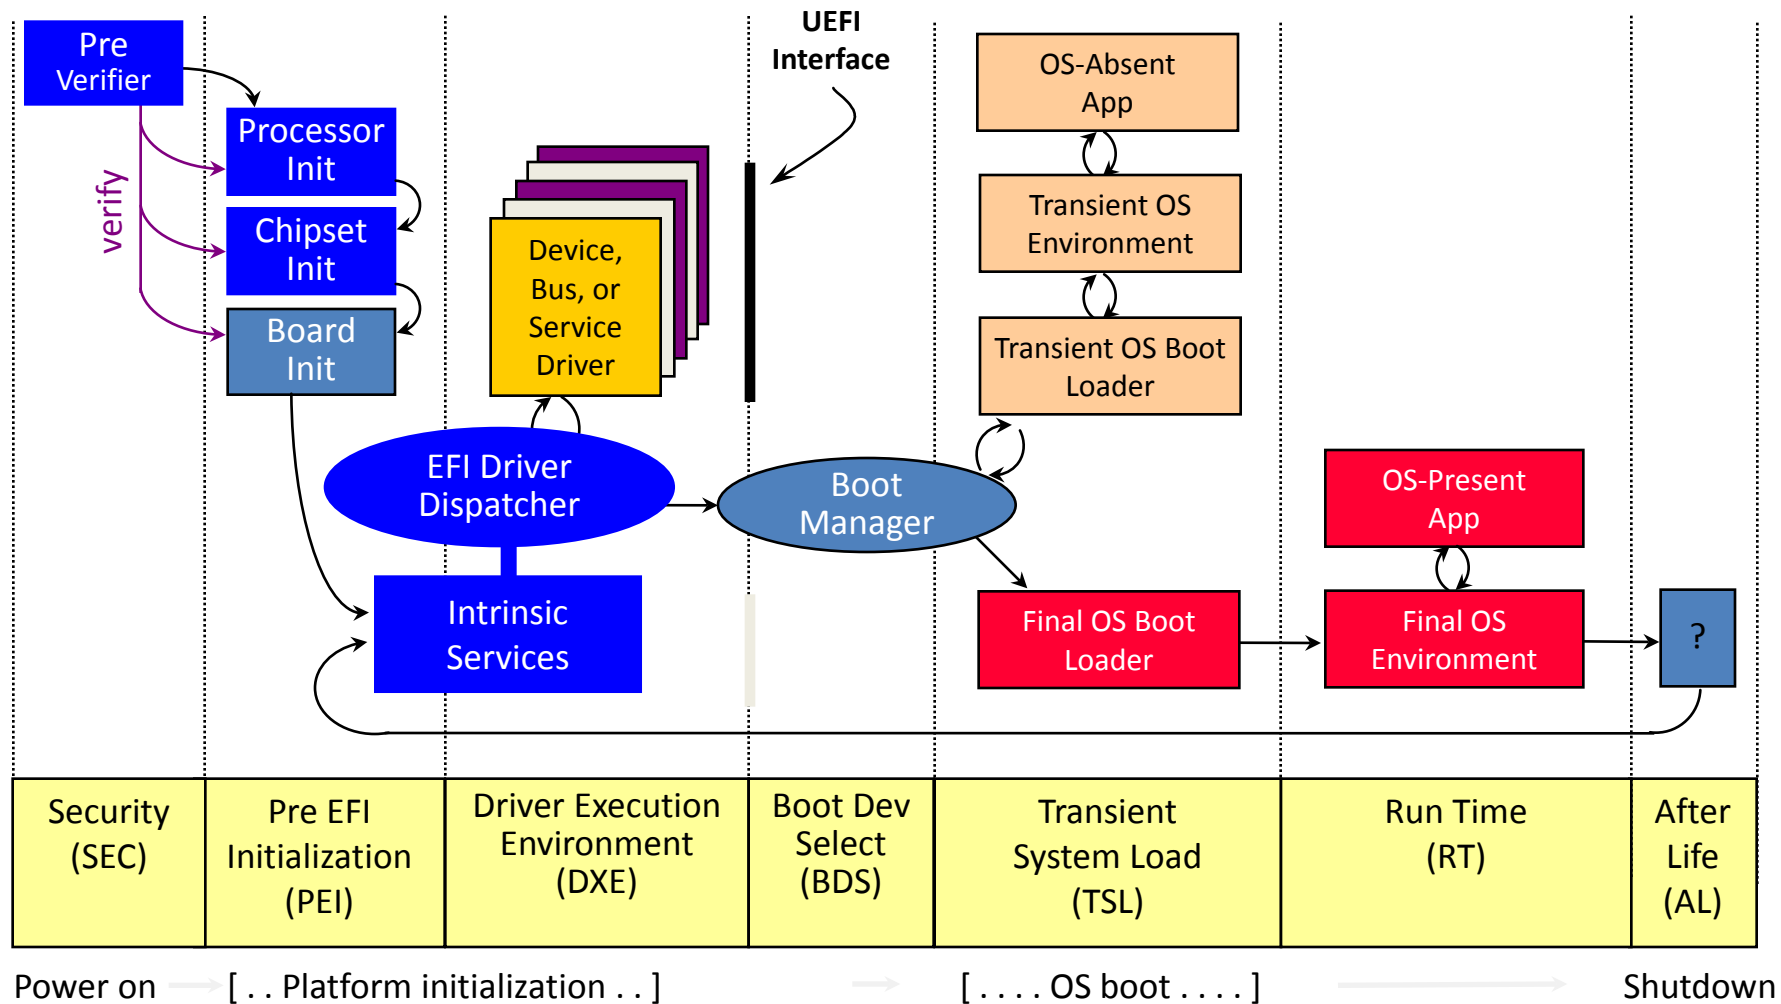 Pre
Verifier
verify
Processor
Init
Chipset
Init
Board
Init
Device,
Bus, or
Service
Driver
EFI Driver
Dispatcher
Intrinsic
Services
UEFI
Interface
Boot
Manager
OS-Absent
App
Transient OS
Environment
Transient OS Boot
Loader
Final OS Boot
Loader
OS-Present
App
Final OS
Environment
?
Security
(SEC)
Pre EFI
Initialization
(PEI)
Driver Execution
Environment
(DXE)
Boot Dev
Select
(BDS)
Transient
System Load
(TSL)
Run Time
(RT)
After
Life
(AL)
Power on
[ . . Platform initialization . . ]
[ . . . . OS boot . . . . ]
Shutdown